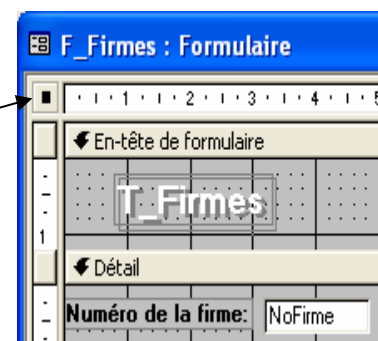 F_Firmes : Formulaire
1 2 3 4 5
En-tête de formulaire
T_Firmes
1
Détail
Numéro de la firme: NoFirme